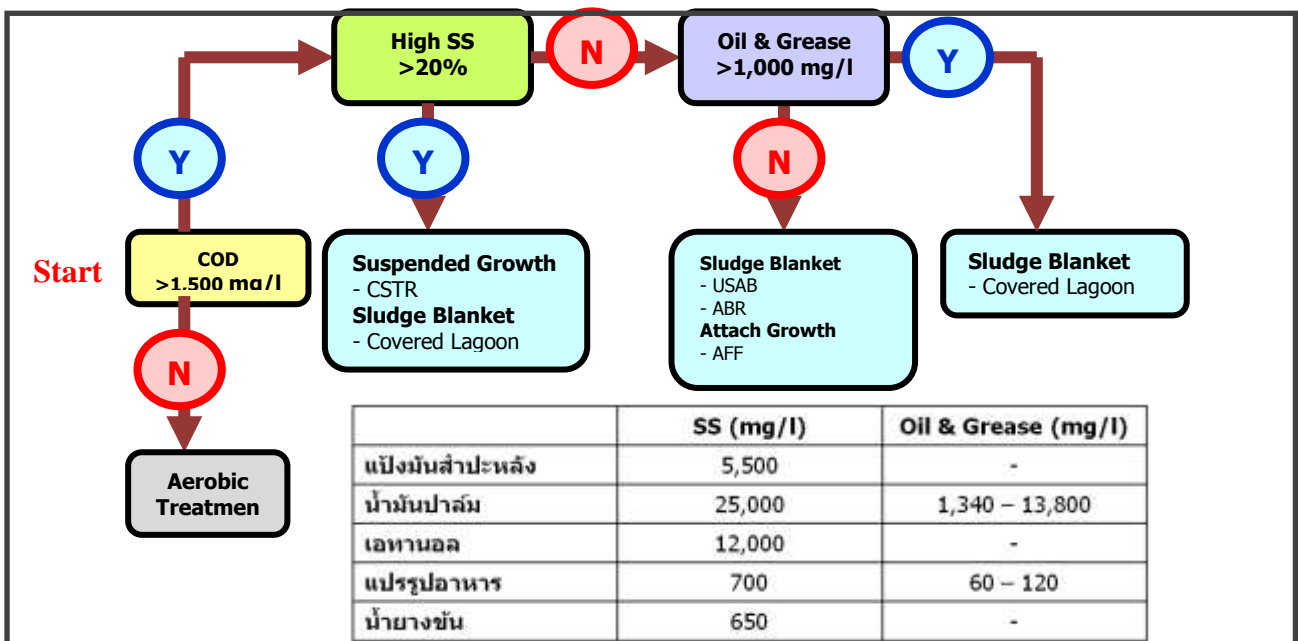 High SS
>20%
N
Oil & Grease
>1,000 mg/l
Y
Y
Y
N
Start
COD
>1,500 mg/l
N
Suspended Growth
- CSTR
Sludge Blanket
- Covered Lagoon
Sludge Blanket
- USAB
- ABR
Attach Growth
- AFF
Sludge Blanket
- Covered Lagoon
Aerobic
Treatmen
SS (mg/l) Oil & Grease (mg/l)
แป้งมันสำปะหลัง 5,500 -
น้ำมันปาล์ม 25,000 1,340 – 13,800
เอทานอล 12,000 -
แปรรูปอาหาร 700 60 – 120
น้ำยางข้น 650 -